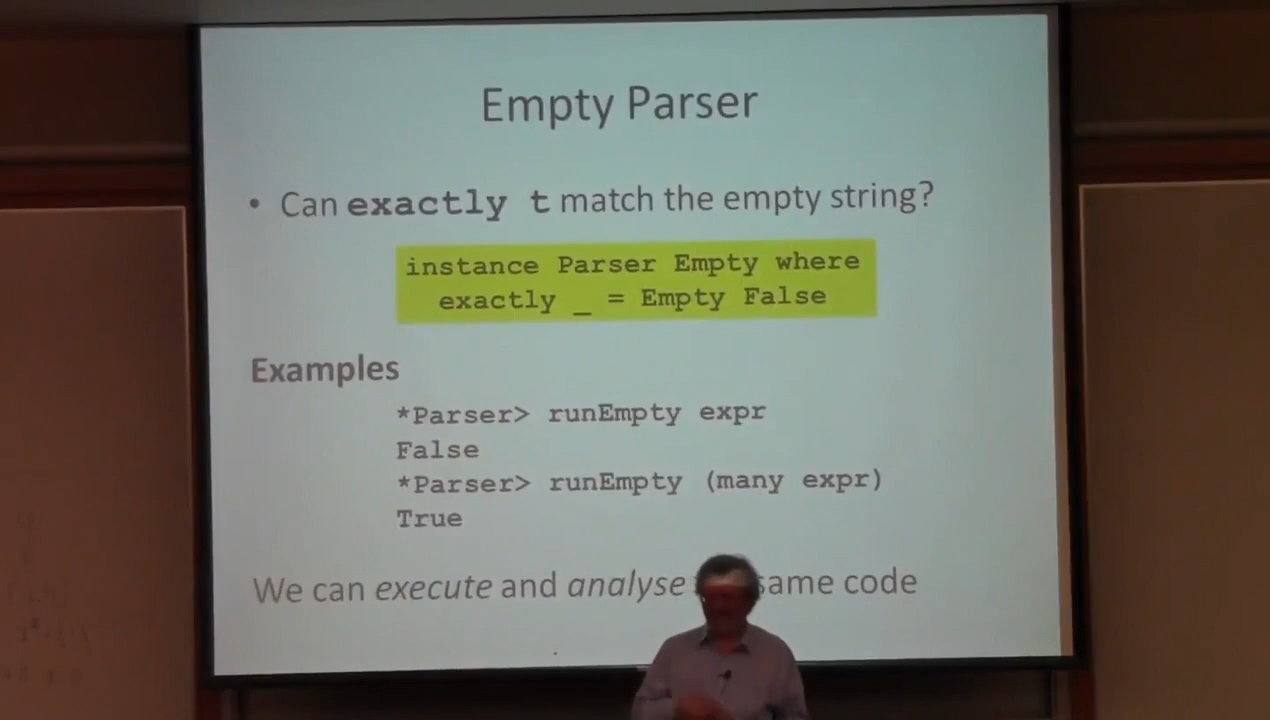 Empty Parser
• Can exactly t match the empty string?
instance Parser Empty where
exactly _ = Empty False
Examples
*Parser> runEmpty expr
False
*Parser> runEmpty (many expr)
True
We can execute and analyse same code